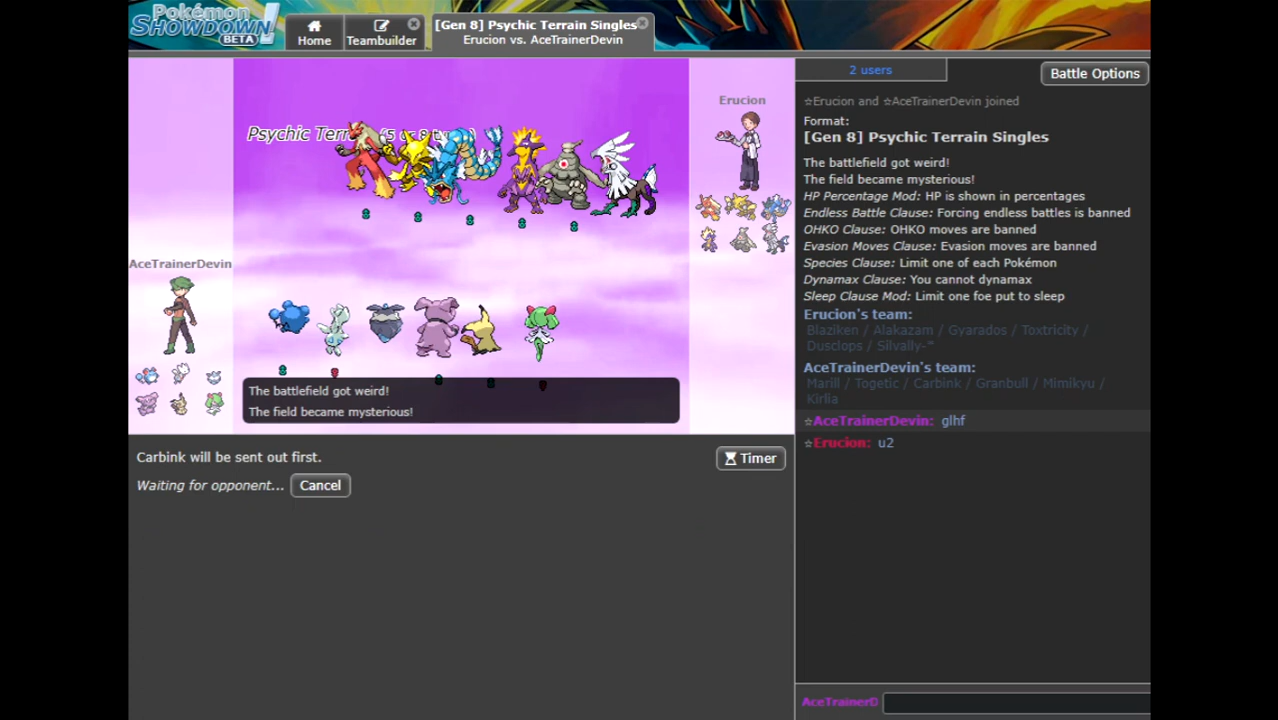 Pokémon
SHOWDOWN!
BETA
Home
Teambuilder
[Gen 8] Psychic Terrain Singles
Erucion vs. AceTrainerDevin
2 users
Battle Options
☆Erucion and ☆AceTrainerDevin joined
Format:
[Gen 8] Psychic Terrain Singles
The battlefield got weird!
The field became mysterious!
HP Percentage Mod: HP is shown in percentages
Endless Battle Clause: Forcing endless battles is banned
OHKO Clause: OHKO moves are banned
Evasion Moves Clause: Evasion moves are banned
Species Clause: Limit one of each Pokémon
Dynamax Clause: You cannot dynamax
Sleep Clause Mod: Limit one foe put to sleep
Erucion's team:
Blaziken / Alakazam / Gyarados / Toxtricity /
Dusclops / Silvally-*
AceTrainerDevin's team:
Marill / Togetic / Carbink / Granbull / Mimikyu /
Kirlia
☆AceTrainerDevin: glhf
☆Erucion: u2
AceTrainerD
Psychic
Erucion
AceTrainerDevin
The battlefield got weird!
The field became mysterious!
Carbink will be sent out first.
Timer
Waiting for opponent...
Cancel